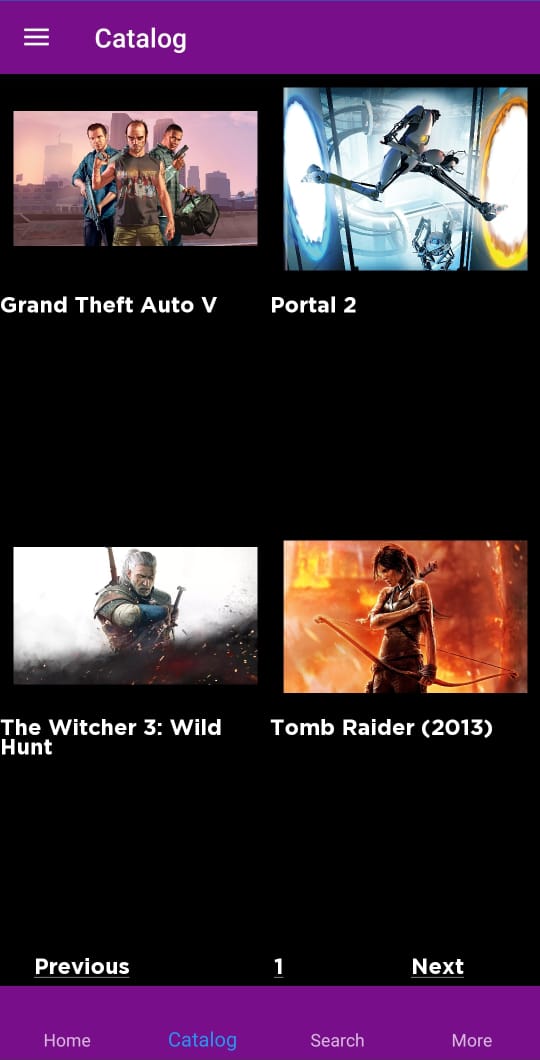 Catalog
Grand Theft Auto V
Portal 2
The Witcher 3: Wild
Hunt
Tomb Raider (2013)
Previous
1
Next
Home
Catalog
Search
More